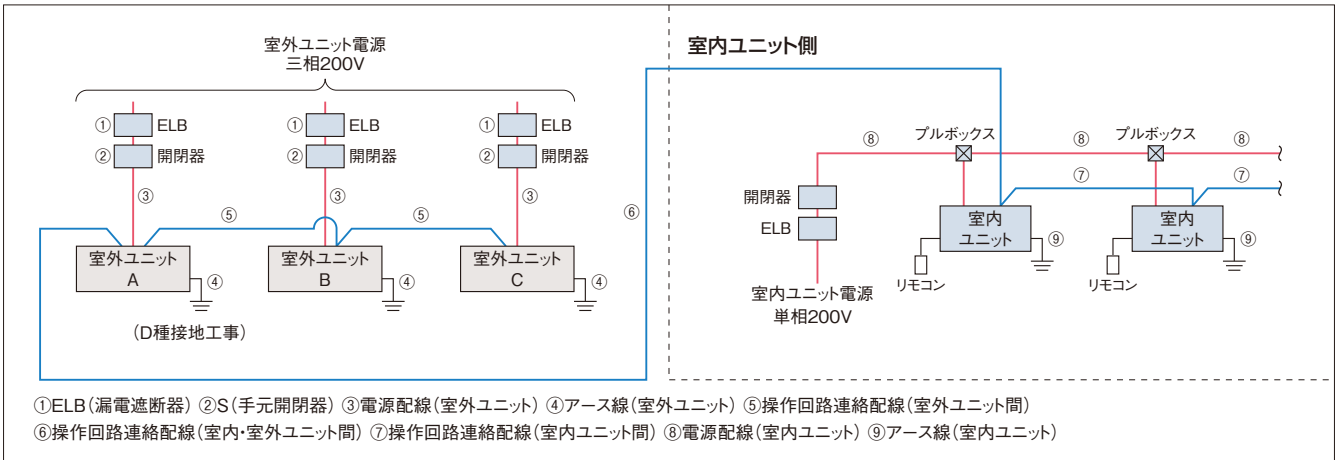 室外ユニット電源
三相200V
① ELB
② 開閉器
③
① ELB
② 開閉器
③
① ELB
② 開閉器
③
⑤
⑤
⑥
室外ユニット
A
④
室外ユニット
B
④
室外ユニット
C
④
(D種接地工事)
室内ユニット側
⑧
プルボックス
⑧
プルボックス
⑧
⑦
⑦
開閉器
ELB
室内
ユニット
⑨
リモコン
室内
ユニット
⑨
リモコン
室内ユニット電源
単相200V
①ELB(漏電遮断器) ②S(手元開閉器) ③電源配線(室外ユニット) ④アース線(室外ユニット) ⑤操作回路連絡配線(室外ユニット間)
⑥操作回路連絡配線(室内・室外ユニット間) ⑦操作回路連絡配線(室内ユニット間) ⑧電源配線(室内ユニット) ⑨アース線(室内ユニット)